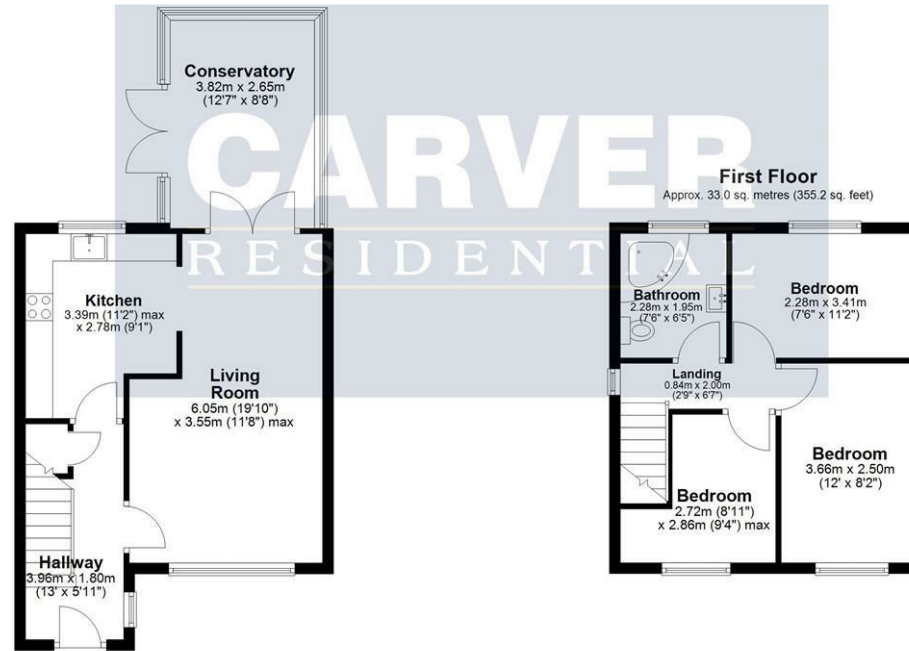 Conservatory
3.82m x 2.65m
(12'7" x 8'8")
CARVER
RESIDENTIAL
Kitchen
3.39m (11'2") max
x 2.78m (9'1")
Living
Room
6.05m (19'10")
x 3.55m (11'8") max
Hallway
3.96m x 1.80m
(13' x 5'11")
First Floor
Approx. 33.0 sq. metres (355.2 sq. feet)
Bathroom
2.28m x 1.95m
(7'6" x 6'5")
Bedroom
2.28m x 3.41m
(7'6" x 11'2")
Landing
0.84m x 2.00m
(2'9" x 6'7")
Bedroom
3.66m x 2.50m
(12' x 8'2")
Bedroom
2.72m (8'11")
x 2.86m (9'4") max